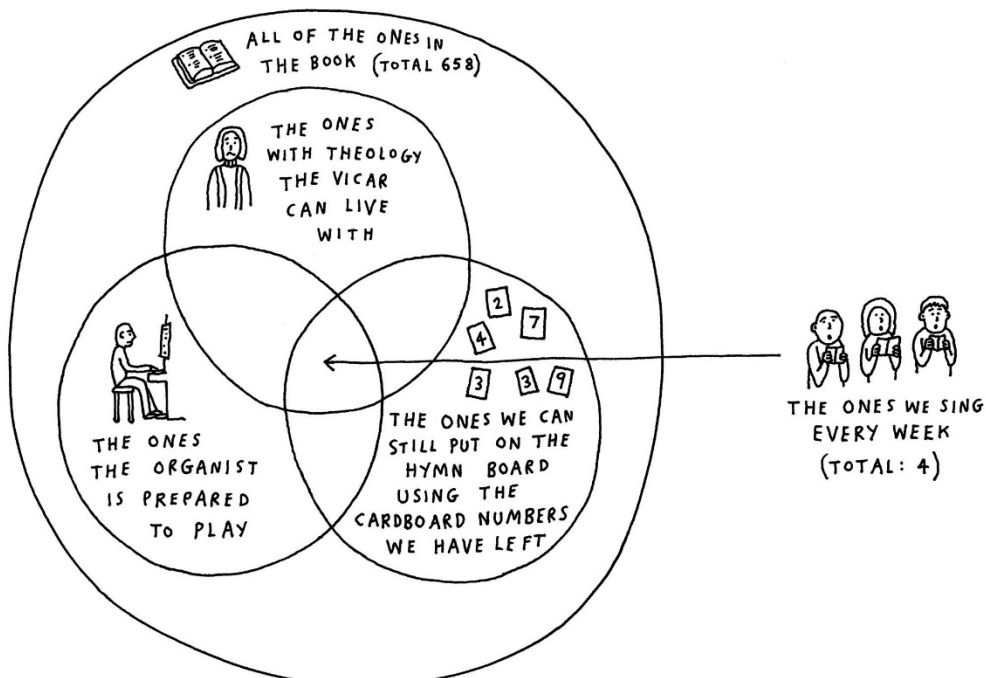 ALL OF THE ONES IN
THE BOOK (TOTAL 658)
THE ONES
WITH THEOLOGY
THE VICAR
CAN LIVE
WITH
2
7
4
3
3
9
THE ONES
THE ORGANIST
IS PREPARED
TO PLAY
THE ONES WE CAN
STILL PUT ON THE
HYMN BOARD
USING THE
CARDBOARD NUMBERS
WE HAVE LEFT
THE ONES WE SING
EVERY WEEK
(TOTAL: 4)